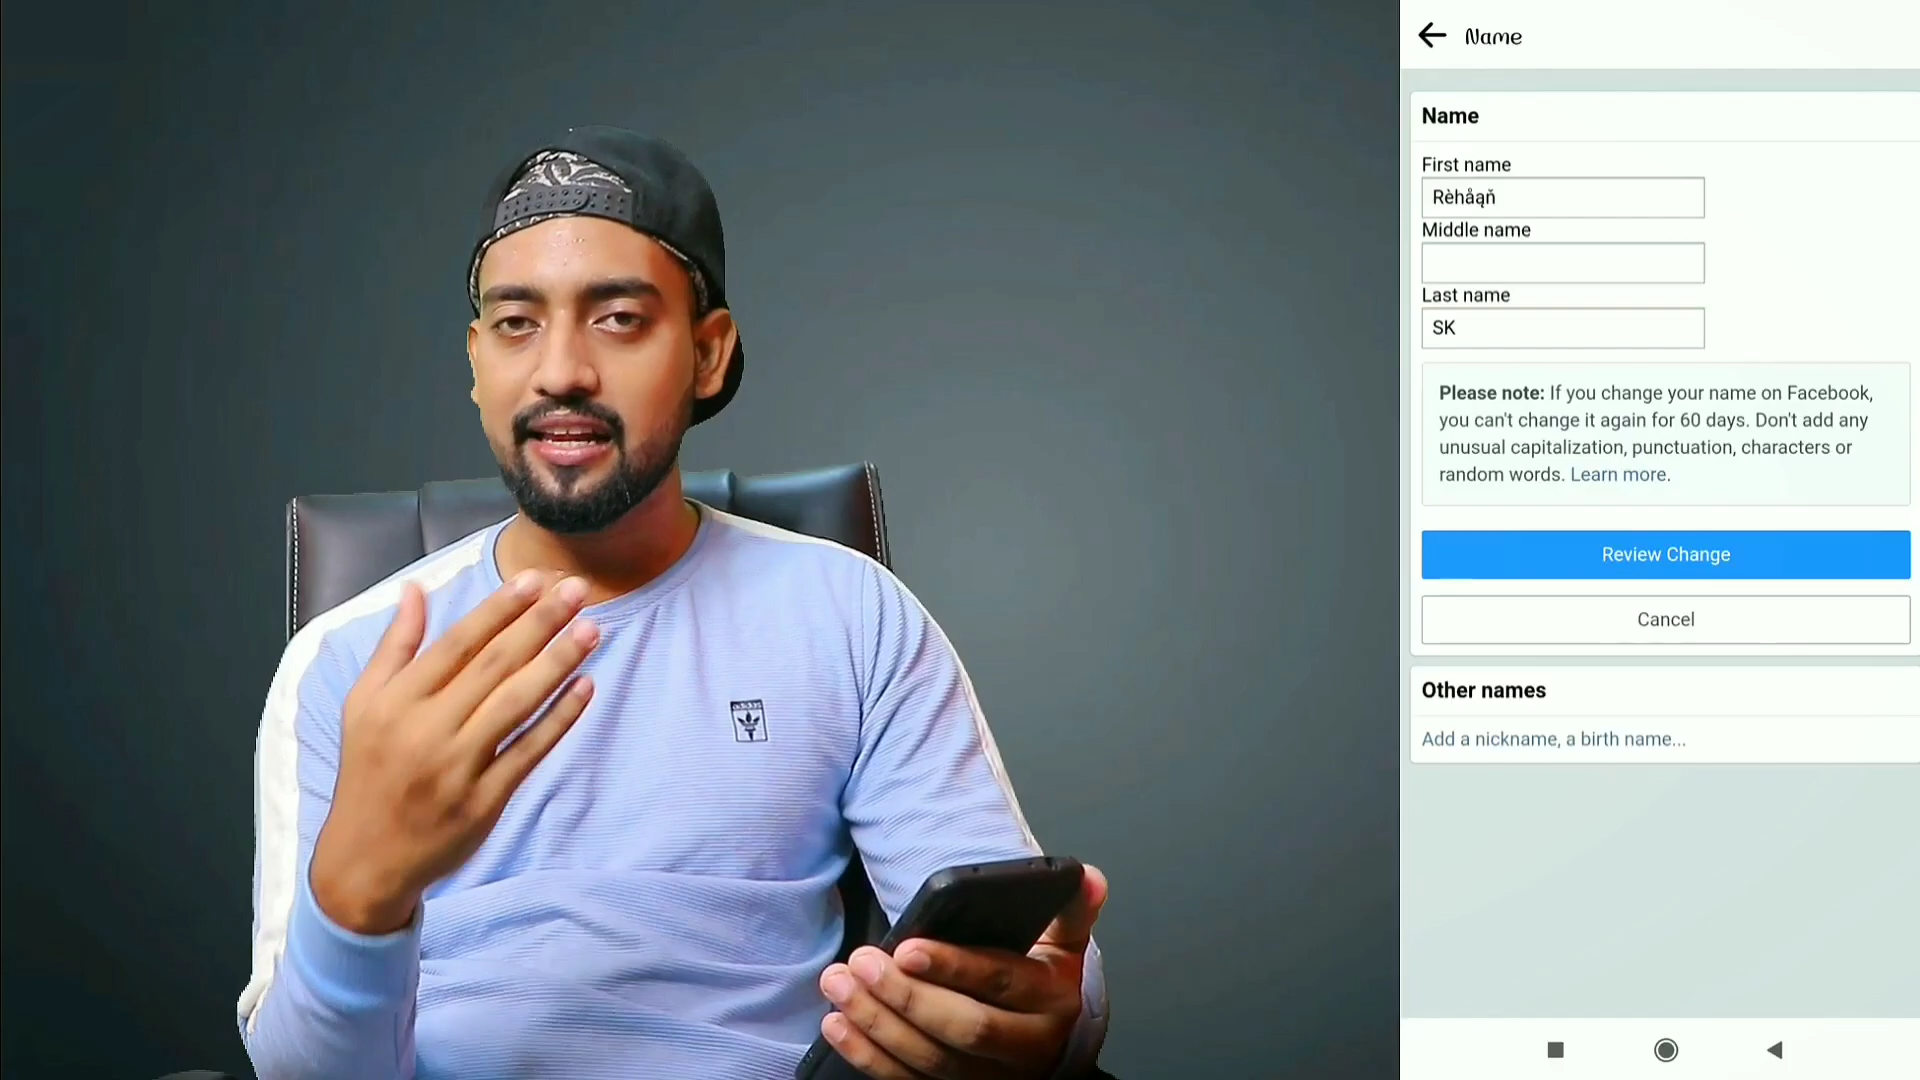 Name
Name
First name
Rèhåąň
Middle name
Last name
SK
Please note: If you change your name on Facebook,
you can't change it again for 60 days. Don't add any
unusual capitalization, punctuation, characters or
random words. Learn more.
Review Change
Cancel
Other names
Add a nickname, a birth name...